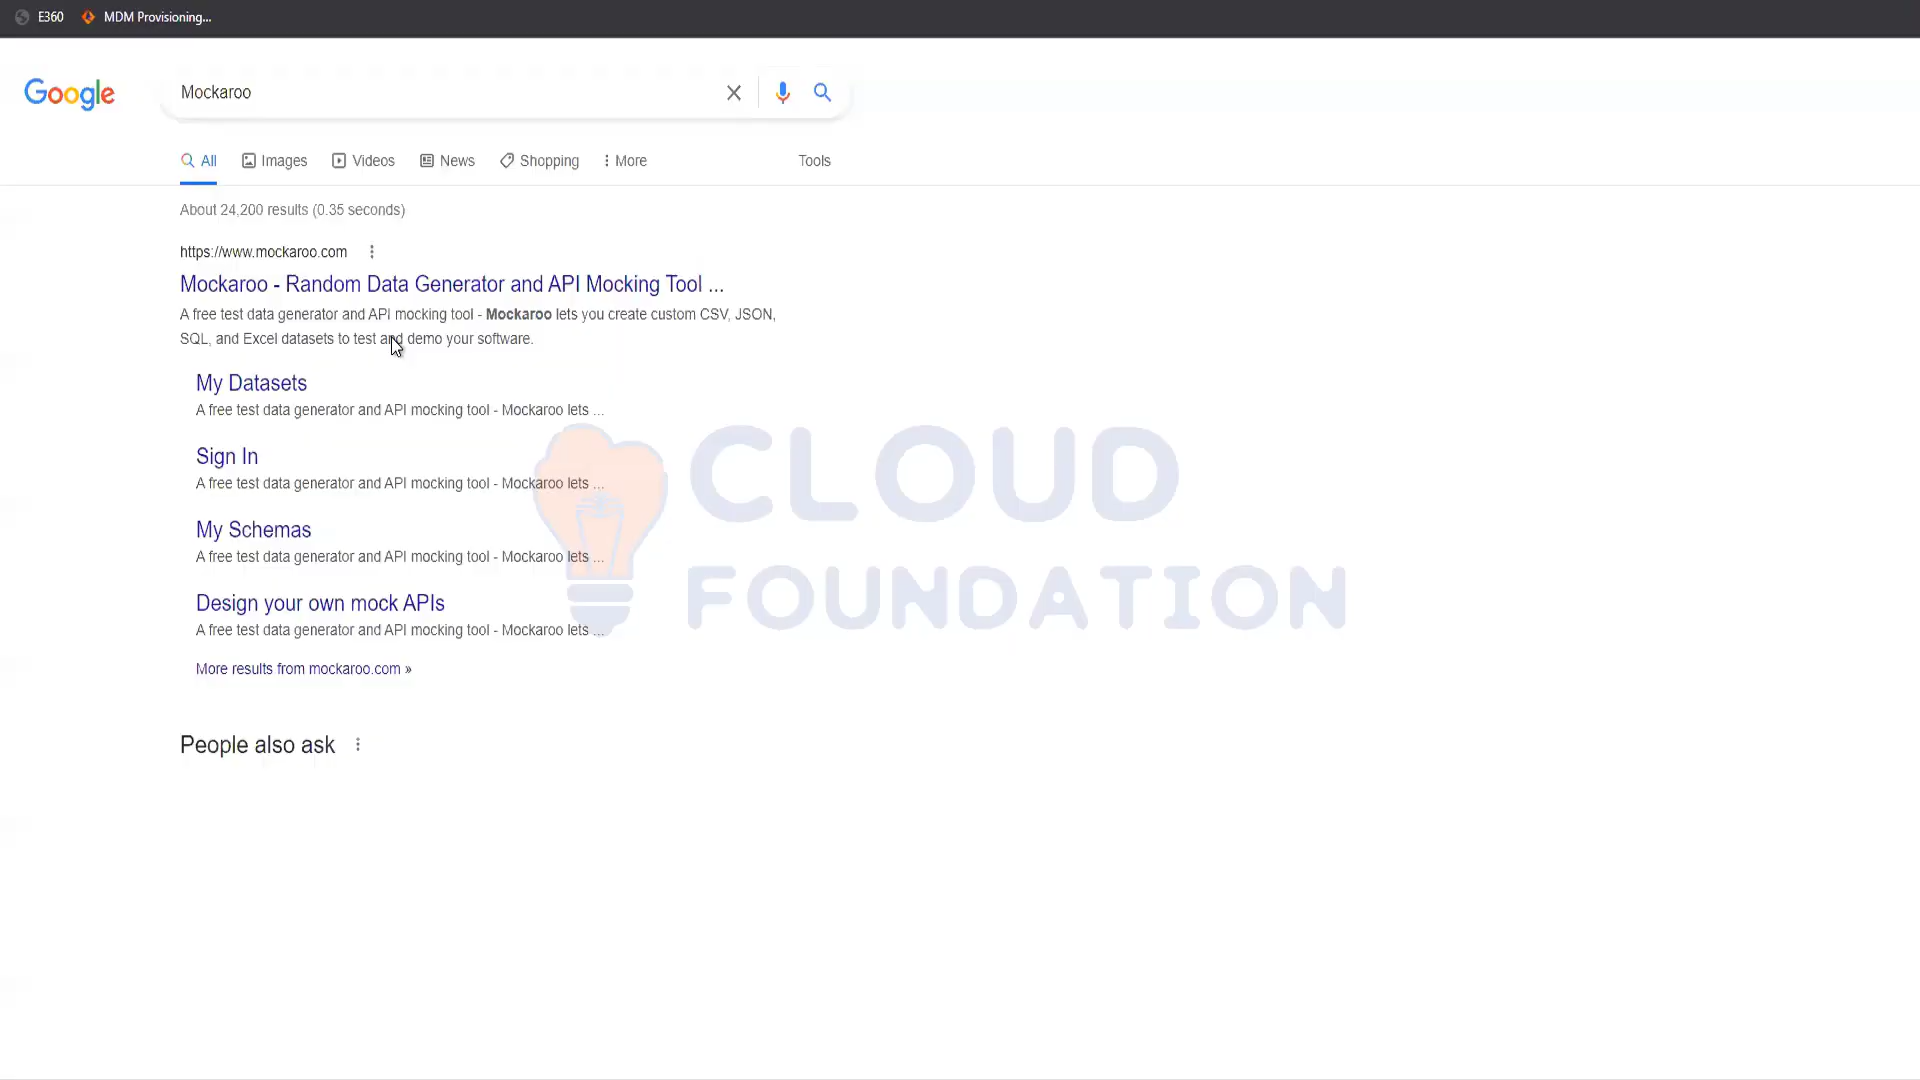 E360 MDM Provisioning...
Google
Mockaroo
All Images Videos News Shopping More Tools
About 24,200 results (0.35 seconds)
https://www.mockaroo.com
Mockaroo - Random Data Generator and API Mocking Tool ...
A free test data generator and API mocking tool - Mockaroo lets you create custom CSV, JSON,
SQL, and Excel datasets to test and demo your software.
My Datasets
A free test data generator and API mocking tool - Mockaroo lets ...
Sign In
A free test data generator and API mocking tool - Mockaroo lets ...
My Schemas
A free test data generator and API mocking tool - Mockaroo lets ...
Design your own mock APIs
A free test data generator and API mocking tool - Mockaroo lets ...
More results from mockaroo.com »
People also ask
CLOUD
FOUNDATION